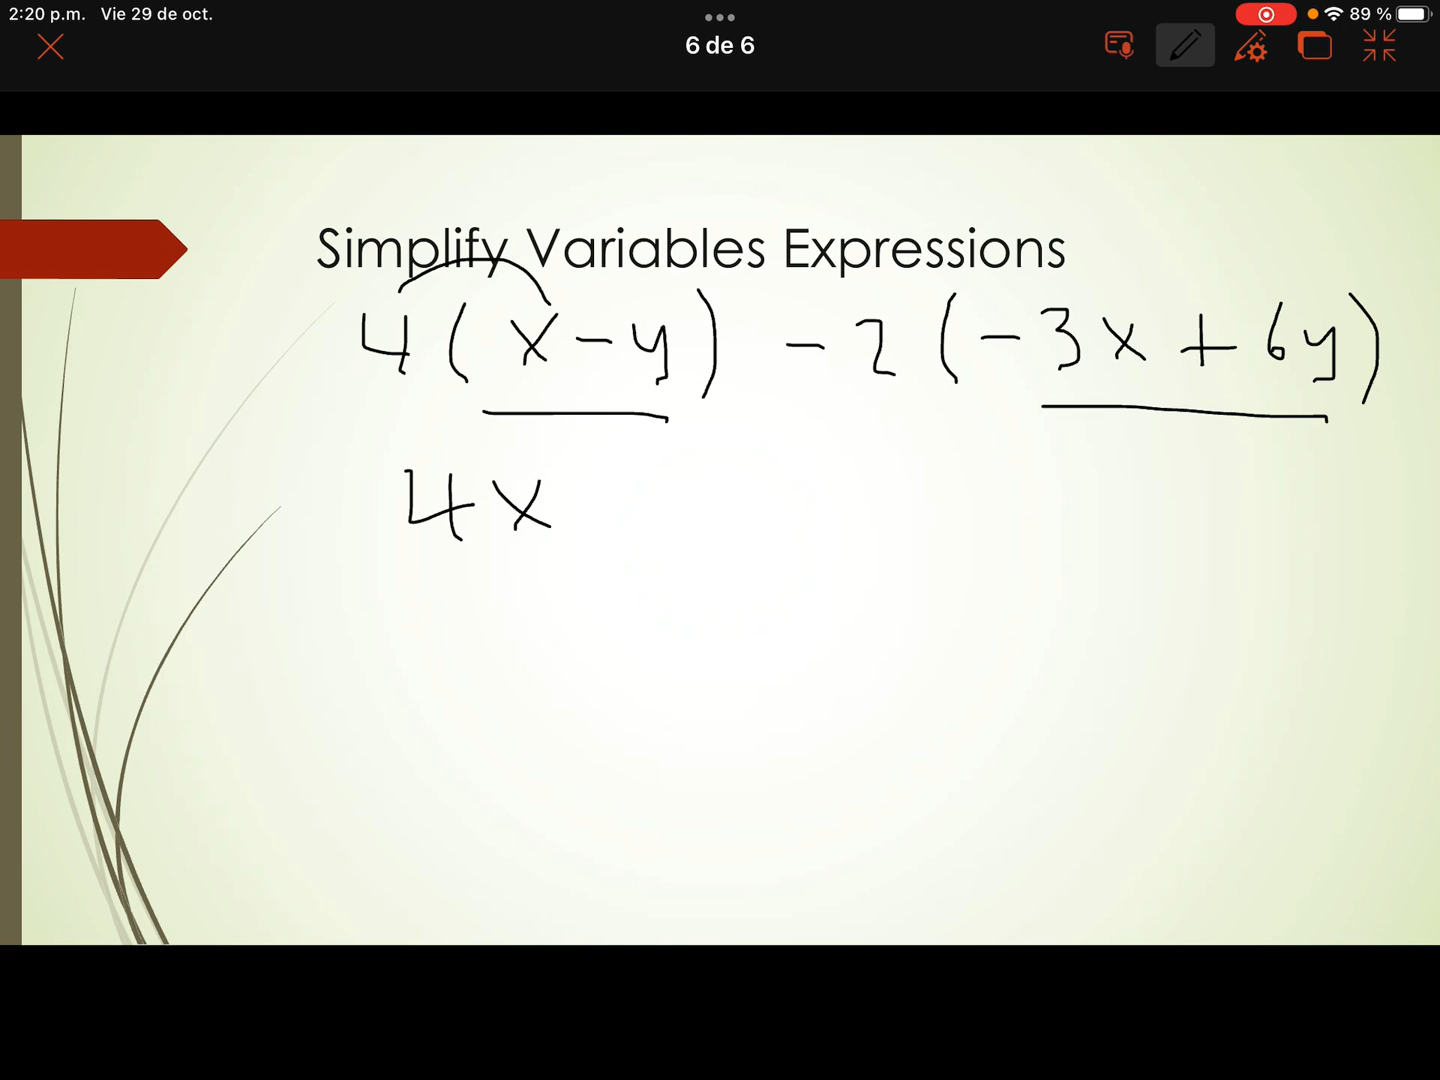 2:20 p.m. Vie 29 de oct.
89 %
6 de 6
Simplify Variables Expressions
4(x-y) -2(-3x+6y)
4x